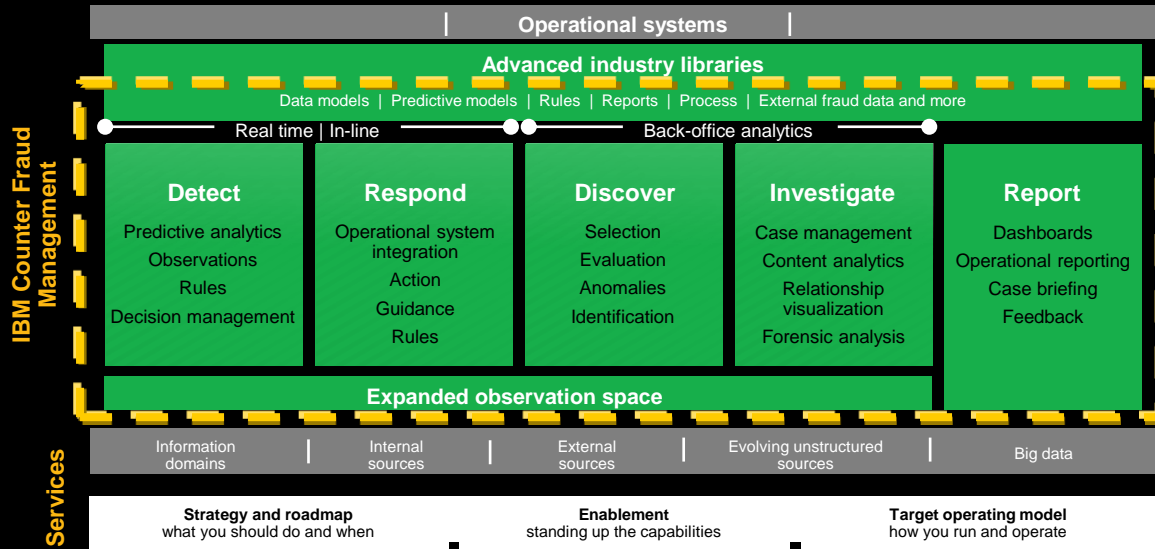 Operational systems
Advanced industry libraries
Data models | Predictive models | Rules | Reports | Process | External fraud data and more
Real time | In-line
Back-office analytics
IBM Counter Fraud
Management
Detect
Predictive analytics
Observations
Rules
Decision management
Respond
Operational system
integration
Action
Guidance
Rules
Discover
Selection
Evaluation
Anomalies
Identification
Investigate
Case management
Content analytics
Relationship
visualization
Forensic analysis
Report
Dashboards
Operational reporting
Case briefing
Feedback
Expanded observation space
Information
domains
Internal
sources
External
sources
Evolving unstructured
sources
Big data
Services
Strategy and roadmap
what you should do and when
Enablement
standing up the capabilities
Target operating model
how you run and operate